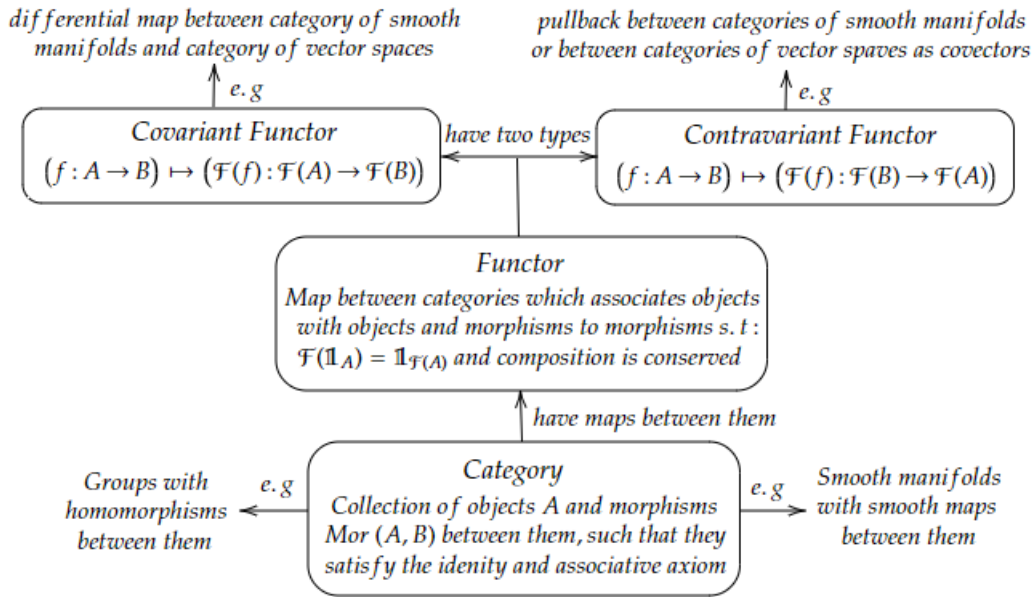 differential map between category of smooth
manifolds and category of vector spaces
pullback between categories of smooth manifolds
or between categories of vector spaves as covectors
e.g
e.g
Covariant Functor
(f : A → B) ↦ (ℱ(f) : ℱ(A) → ℱ(B))
have two types
Contravariant Functor
(f : A → B) ↦ (ℱ(f) : ℱ(B) → ℱ(A))
Functor
Map between categories which associates objects
with objects and morphisms to morphisms s.t :
ℱ(𝟙_A) = 𝟙_ℱ(A) and composition is conserved
have maps between them
Category
Collection of objects A and morphisms
Mor (A, B) between them, such that they
satisfy the idenity and associative axiom
e.g
Groups with
homomorphisms
between them
e.g
Smooth manifolds
with smooth maps
between them